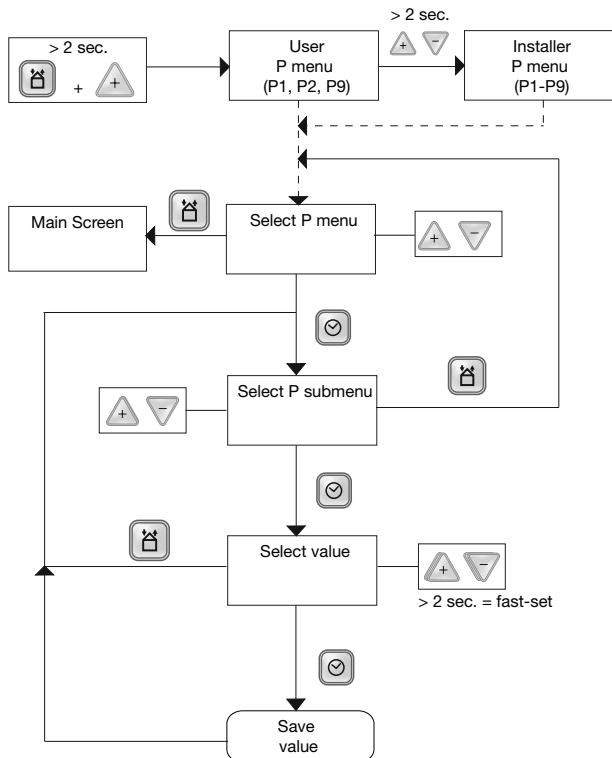 > 2 sec.
+
+
User
P menu
(P1, P2, P9)
> 2 sec.
+ −
Installer
P menu
(P1-P9)
Main Screen
Select P menu
+ −
Select P submenu
+ −
Select value
+ −
> 2 sec. = fast-set
Save
value